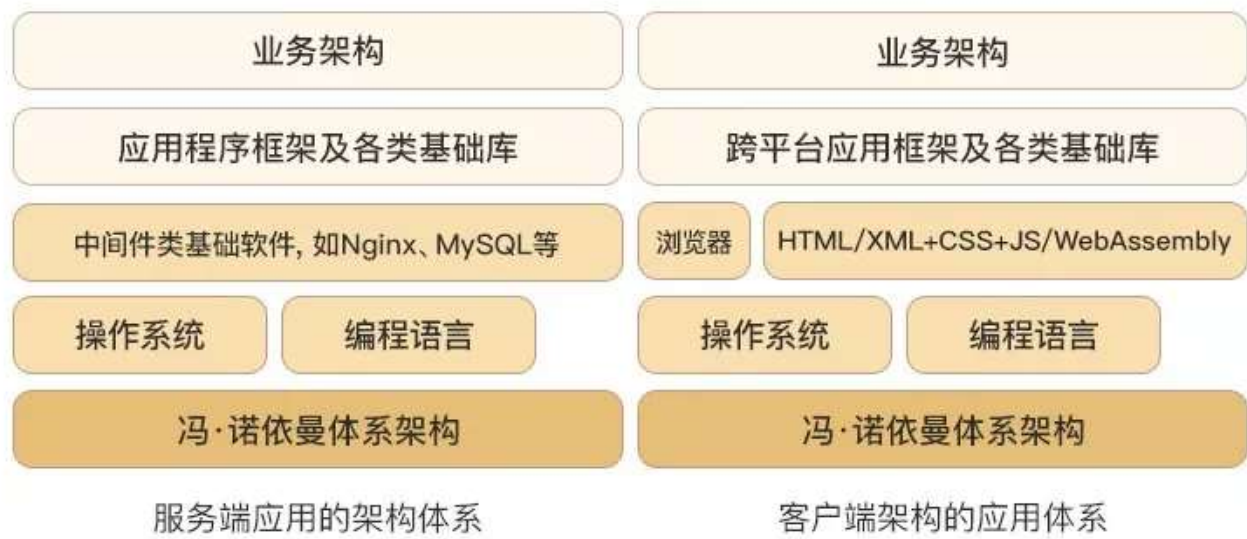 业务架构
应用程序框架及各类基础库
中间件类基础软件, 如Nginx、MySQL等
操作系统 编程语言
冯·诺依曼体系架构
服务端应用的架构体系
业务架构
跨平台应用框架及各类基础库
浏览器 HTML/XML+CSS+JS/WebAssembly
操作系统 编程语言
冯·诺依曼体系架构
客户端架构的应用体系